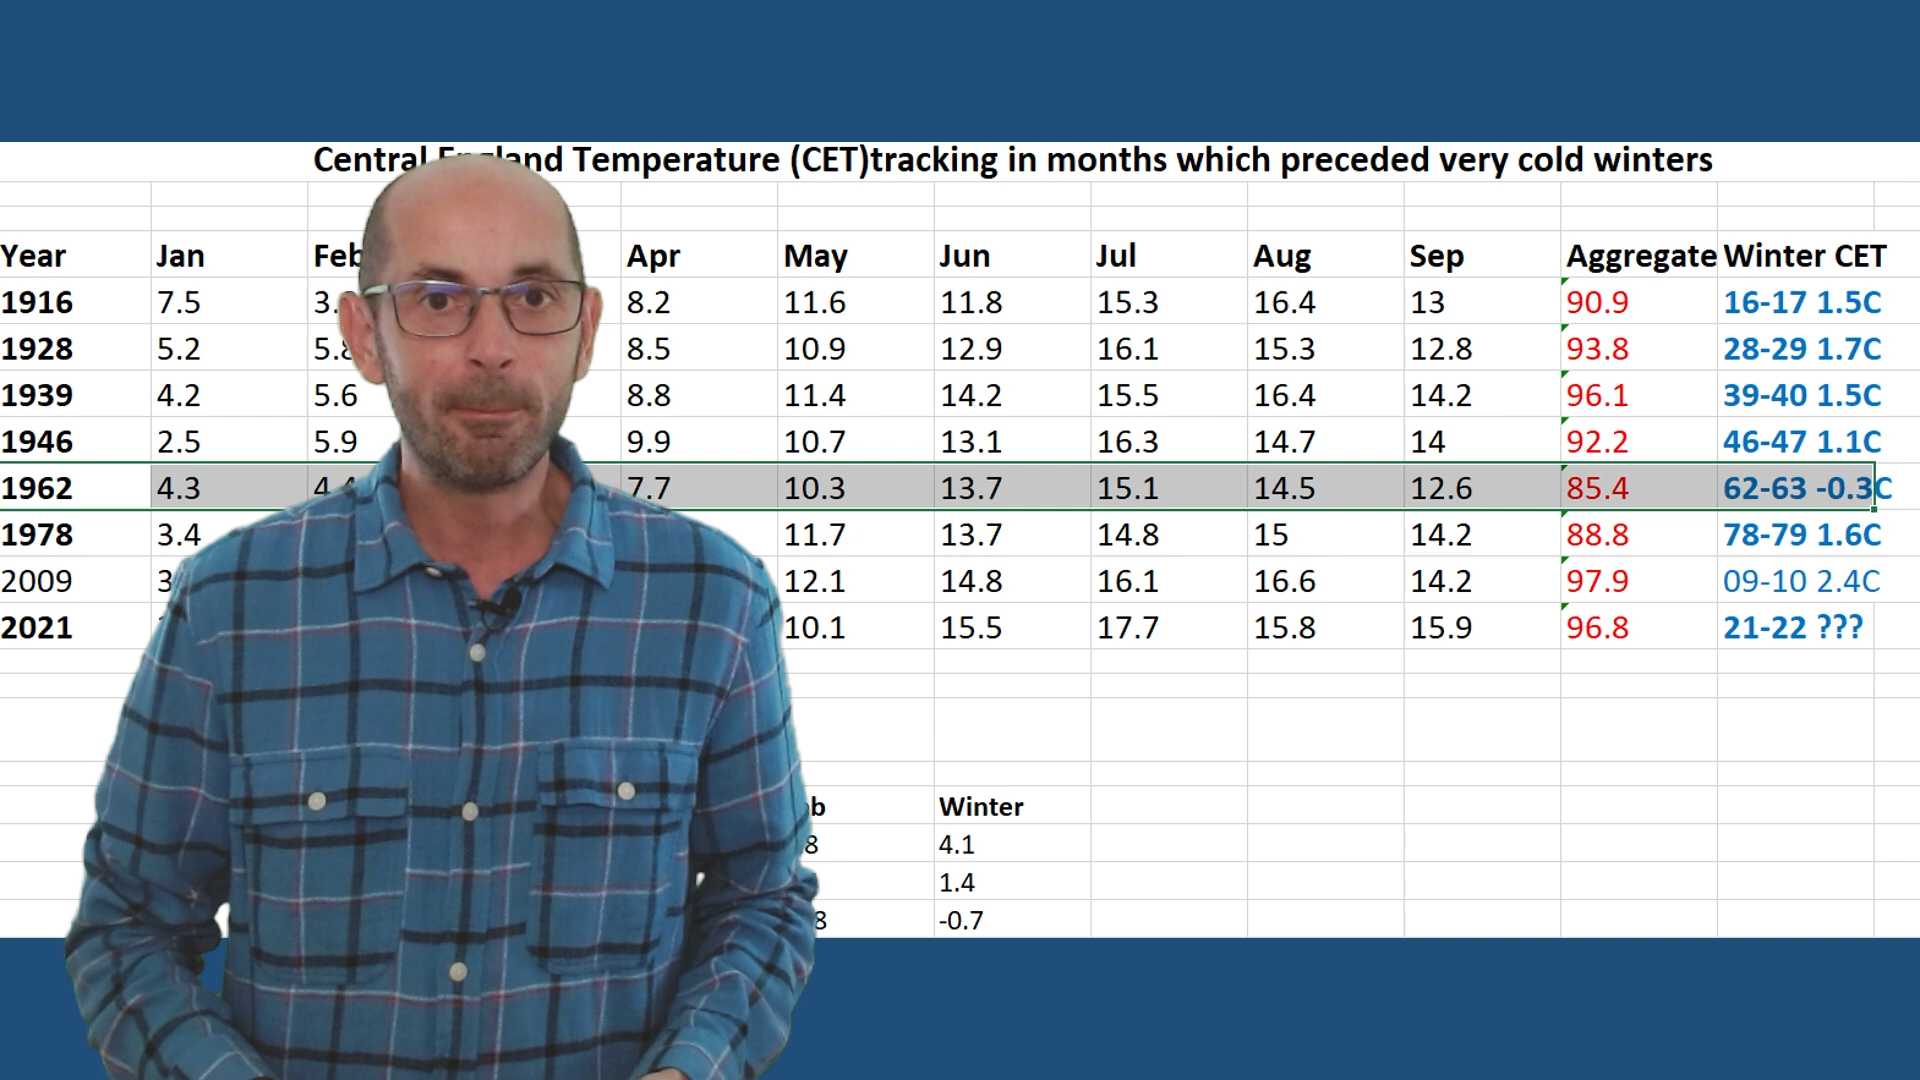 Central England Temperature (CET)tracking in months which preceded very cold winters
Year Jan Feb Apr May Jun Jul Aug Sep Aggregate Winter CET
1916 7.5 8.2 11.6 11.8 15.3 16.4 13 90.9 16-17 1.5C
1928 5.2 8.5 10.9 12.9 16.1 15.3 12.8 93.8 28-29 1.7C
1939 4.2 5.6 8.8 11.4 14.2 15.5 16.4 14.2 96.1 39-40 1.5C
1946 2.5 5.9 9.9 10.7 13.1 16.3 14.7 14 92.2 46-47 1.1C
1962 4.3 7.7 10.3 13.7 15.1 14.5 12.6 85.4 62-63 -0.3C
1978 3.4 11.7 13.7 14.8 15 14.2 88.8 78-79 1.6C
2009 12.1 14.8 16.1 16.6 14.2 97.9 09-10 2.4C
2021 10.1 15.5 17.7 15.8 15.9 96.8 21-22 ???
Winter
4.1
1.4
-0.7